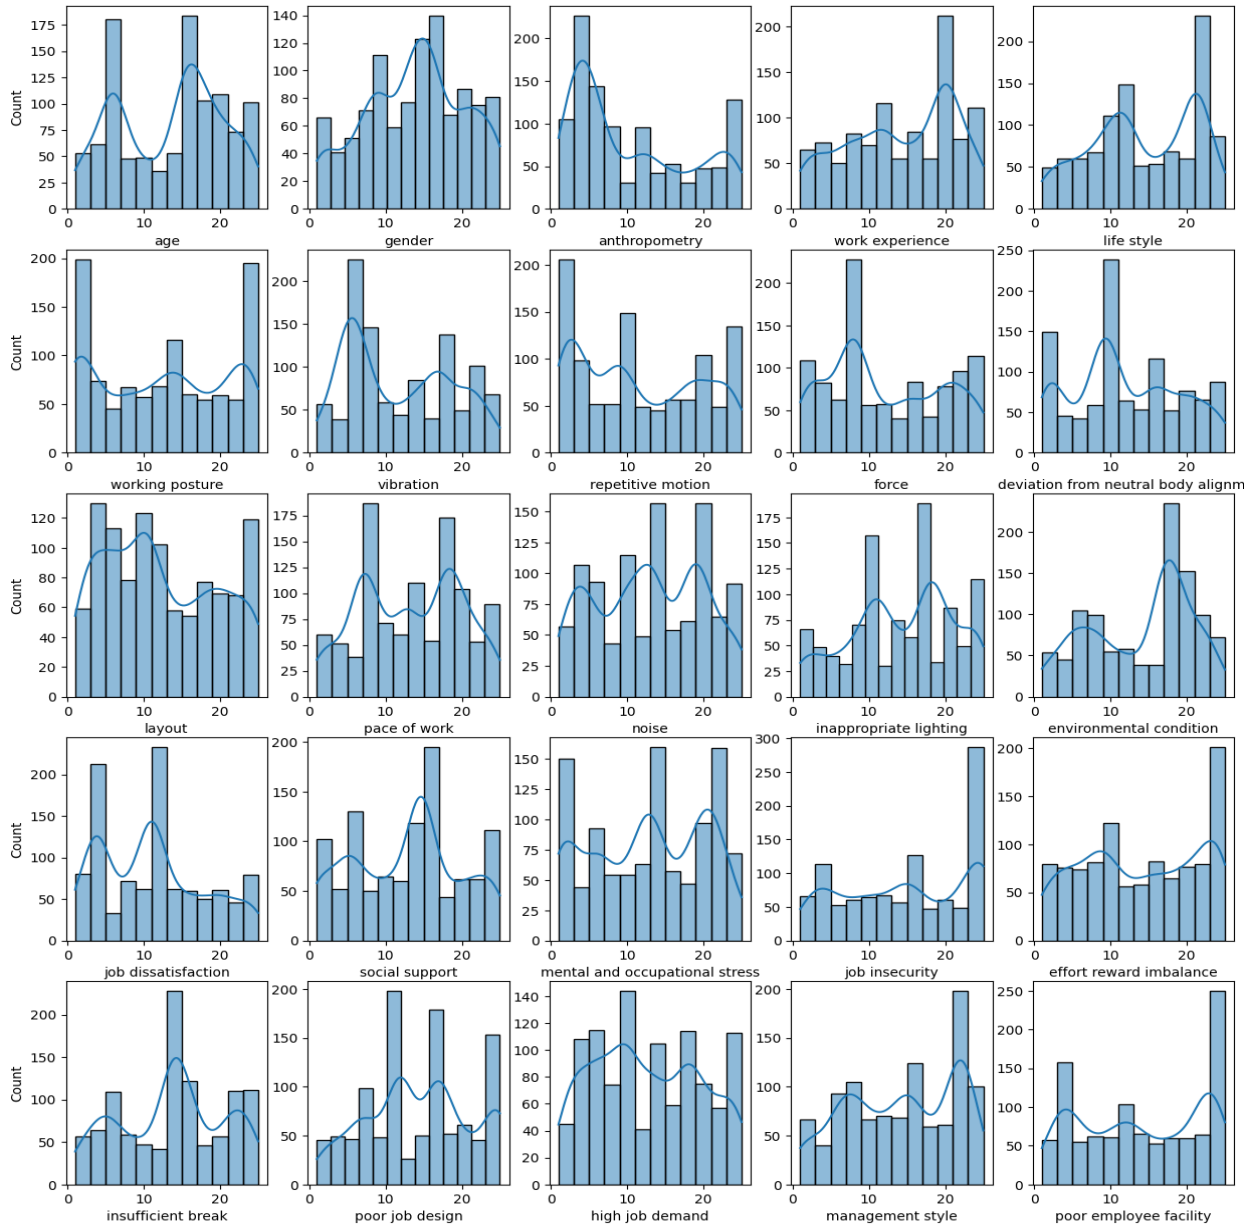 Count
175
150
125
100
75
50
25
0
0 10 20
age
140
120
100
80
60
40
20
0
0 10 20
gender
200
150
100
50
0
0 10 20
anthropometry
200
150
100
50
0
0 10 20
work experience
200
150
100
50
0
0 10 20
life style
Count
200
150
100
50
0
0 10 20
working posture
200
150
100
50
0
0 10 20
vibration
200
150
100
50
0
0 10 20
repetitive motion
200
150
100
50
0
0 10 20
force
250
200
150
100
50
0
0 10 20
deviation from neutral body alignm
Count
120
100
80
60
40
20
0
0 10 20
layout
175
150
125
100
75
50
25
0
0 10 20
pace of work
150
125
100
75
50
25
0
0 10 20
noise
175
150
125
100
75
50
25
0
0 10 20
inappropriate lighting
200
150
100
50
0
0 10 20
environmental condition
Count
200
150
100
50
0
0 10 20
job dissatisfaction
200
150
100
50
0
0 10 20
social support
150
125
100
75
50
25
0
0 10 20
mental and occupational stress
300
250
200
150
100
50
0
0 10 20
job insecurity
200
150
100
50
0
0 10 20
effort reward imbalance
Count
200
150
100
50
0
0 10 20
insufficient break
200
150
100
50
0
0 10 20
poor job design
140
120
100
80
60
40
20
0
0 10 20
high job demand
200
150
100
50
0
0 10 20
management style
250
200
150
100
50
0
0 10 20
poor employee facility